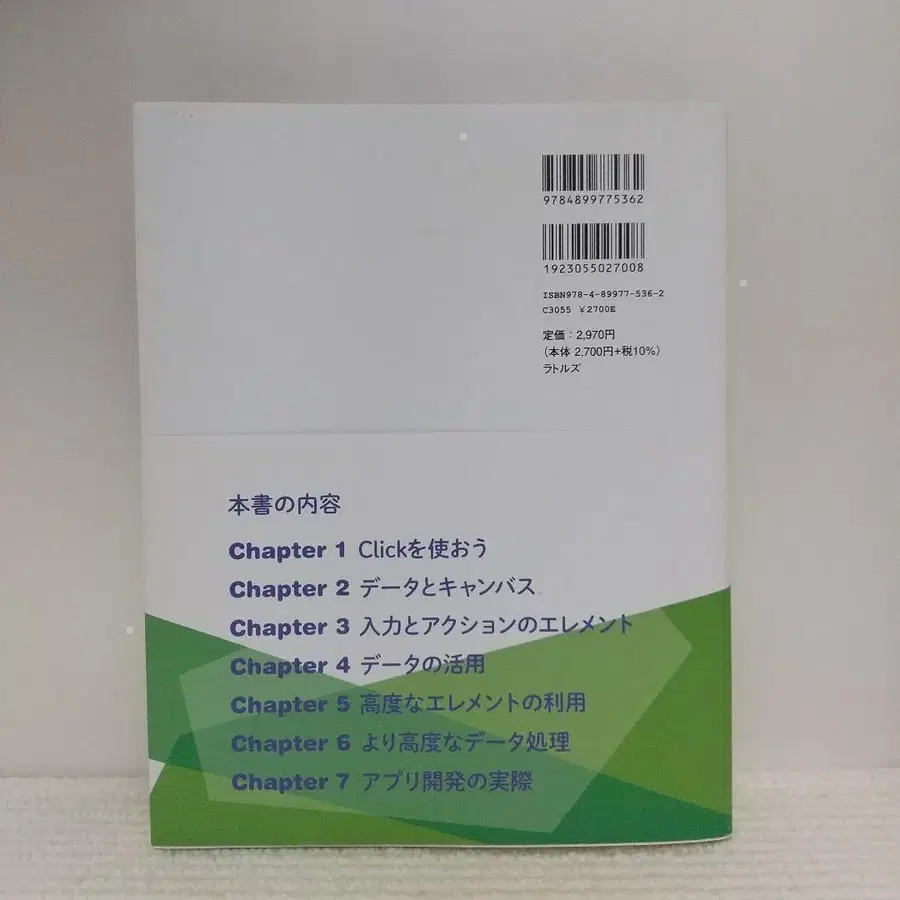 9784899775362
1923055027008
ISBN978-4-89977-536-2
C3055 ¥2700E
定価：2,970円
（本体 2,700円+税10%）
ラトルズ
本書の内容
Chapter 1 Clickを使おう
Chapter 2 データとキャンバス
Chapter 3 入力とアクションのエレメント
Chapter 4 データの活用
Chapter 5 高度なエレメントの利用
Chapter 6 より高度なデータ処理
Chapter 7 アプリ開発の実際